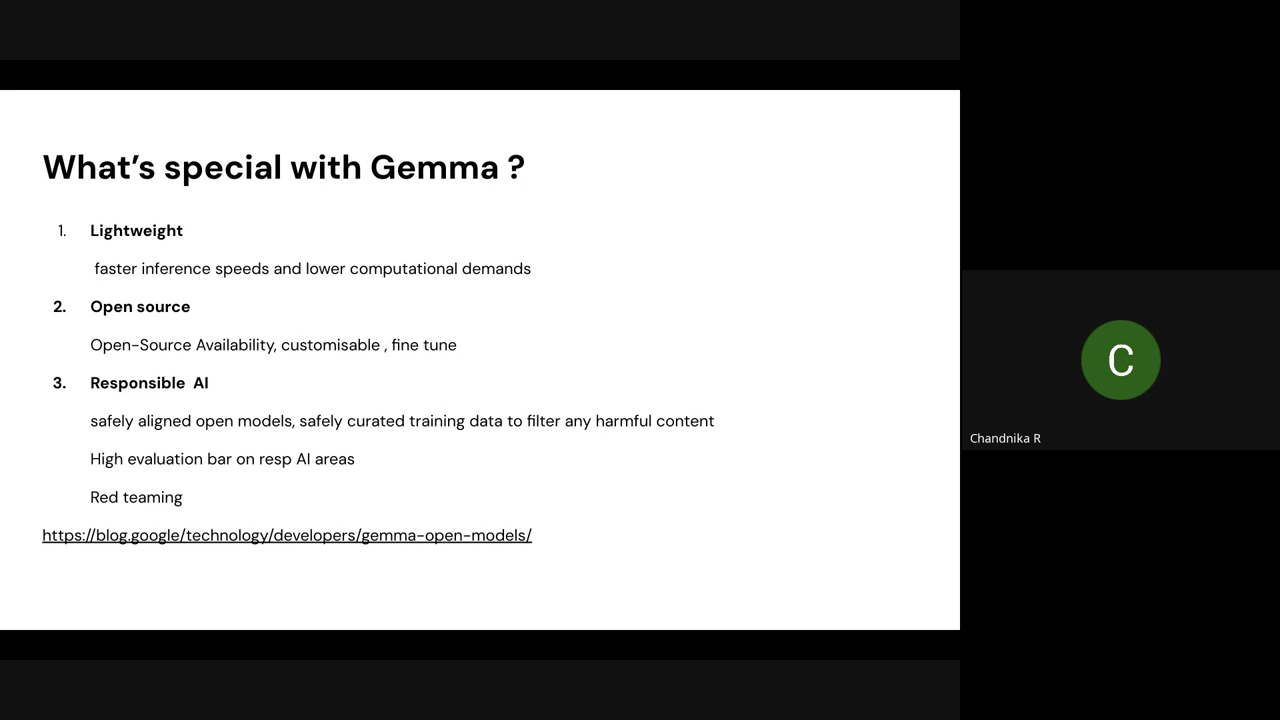 What's special with Gemma ?
1. Lightweight
faster inference speeds and lower computational demands
2. Open source
Open-Source Availability, customisable , fine tune
3. Responsible  AI
safely aligned open models, safely curated training data to filter any harmful content
High evaluation bar on resp AI areas
Red teaming
https://blog.google/technology/developers/gemma-open-models/
C
Chandnika R